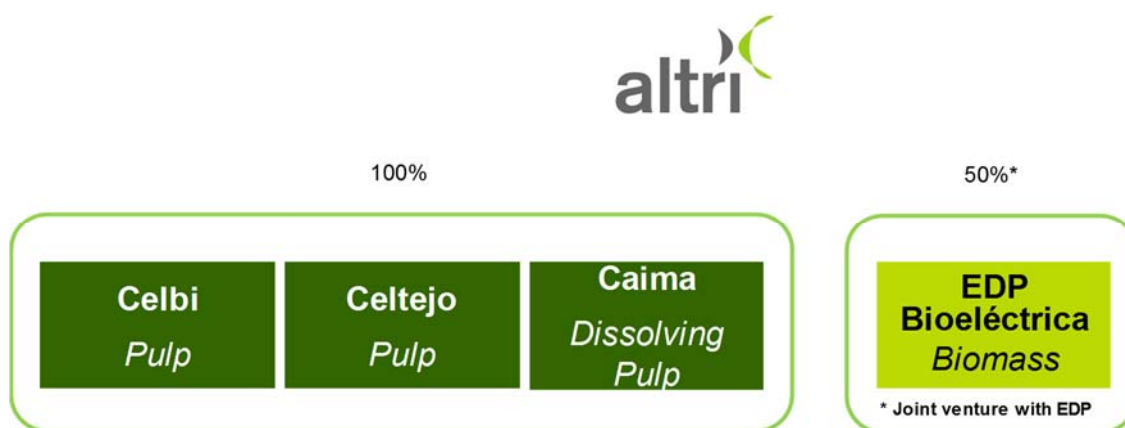 altri
100%
50%*
Celbi
Pulp
Celtejo
Pulp
Caima
Dissolving
Pulp
EDP
Bioeléctrica
Biomass
* Joint venture with EDP